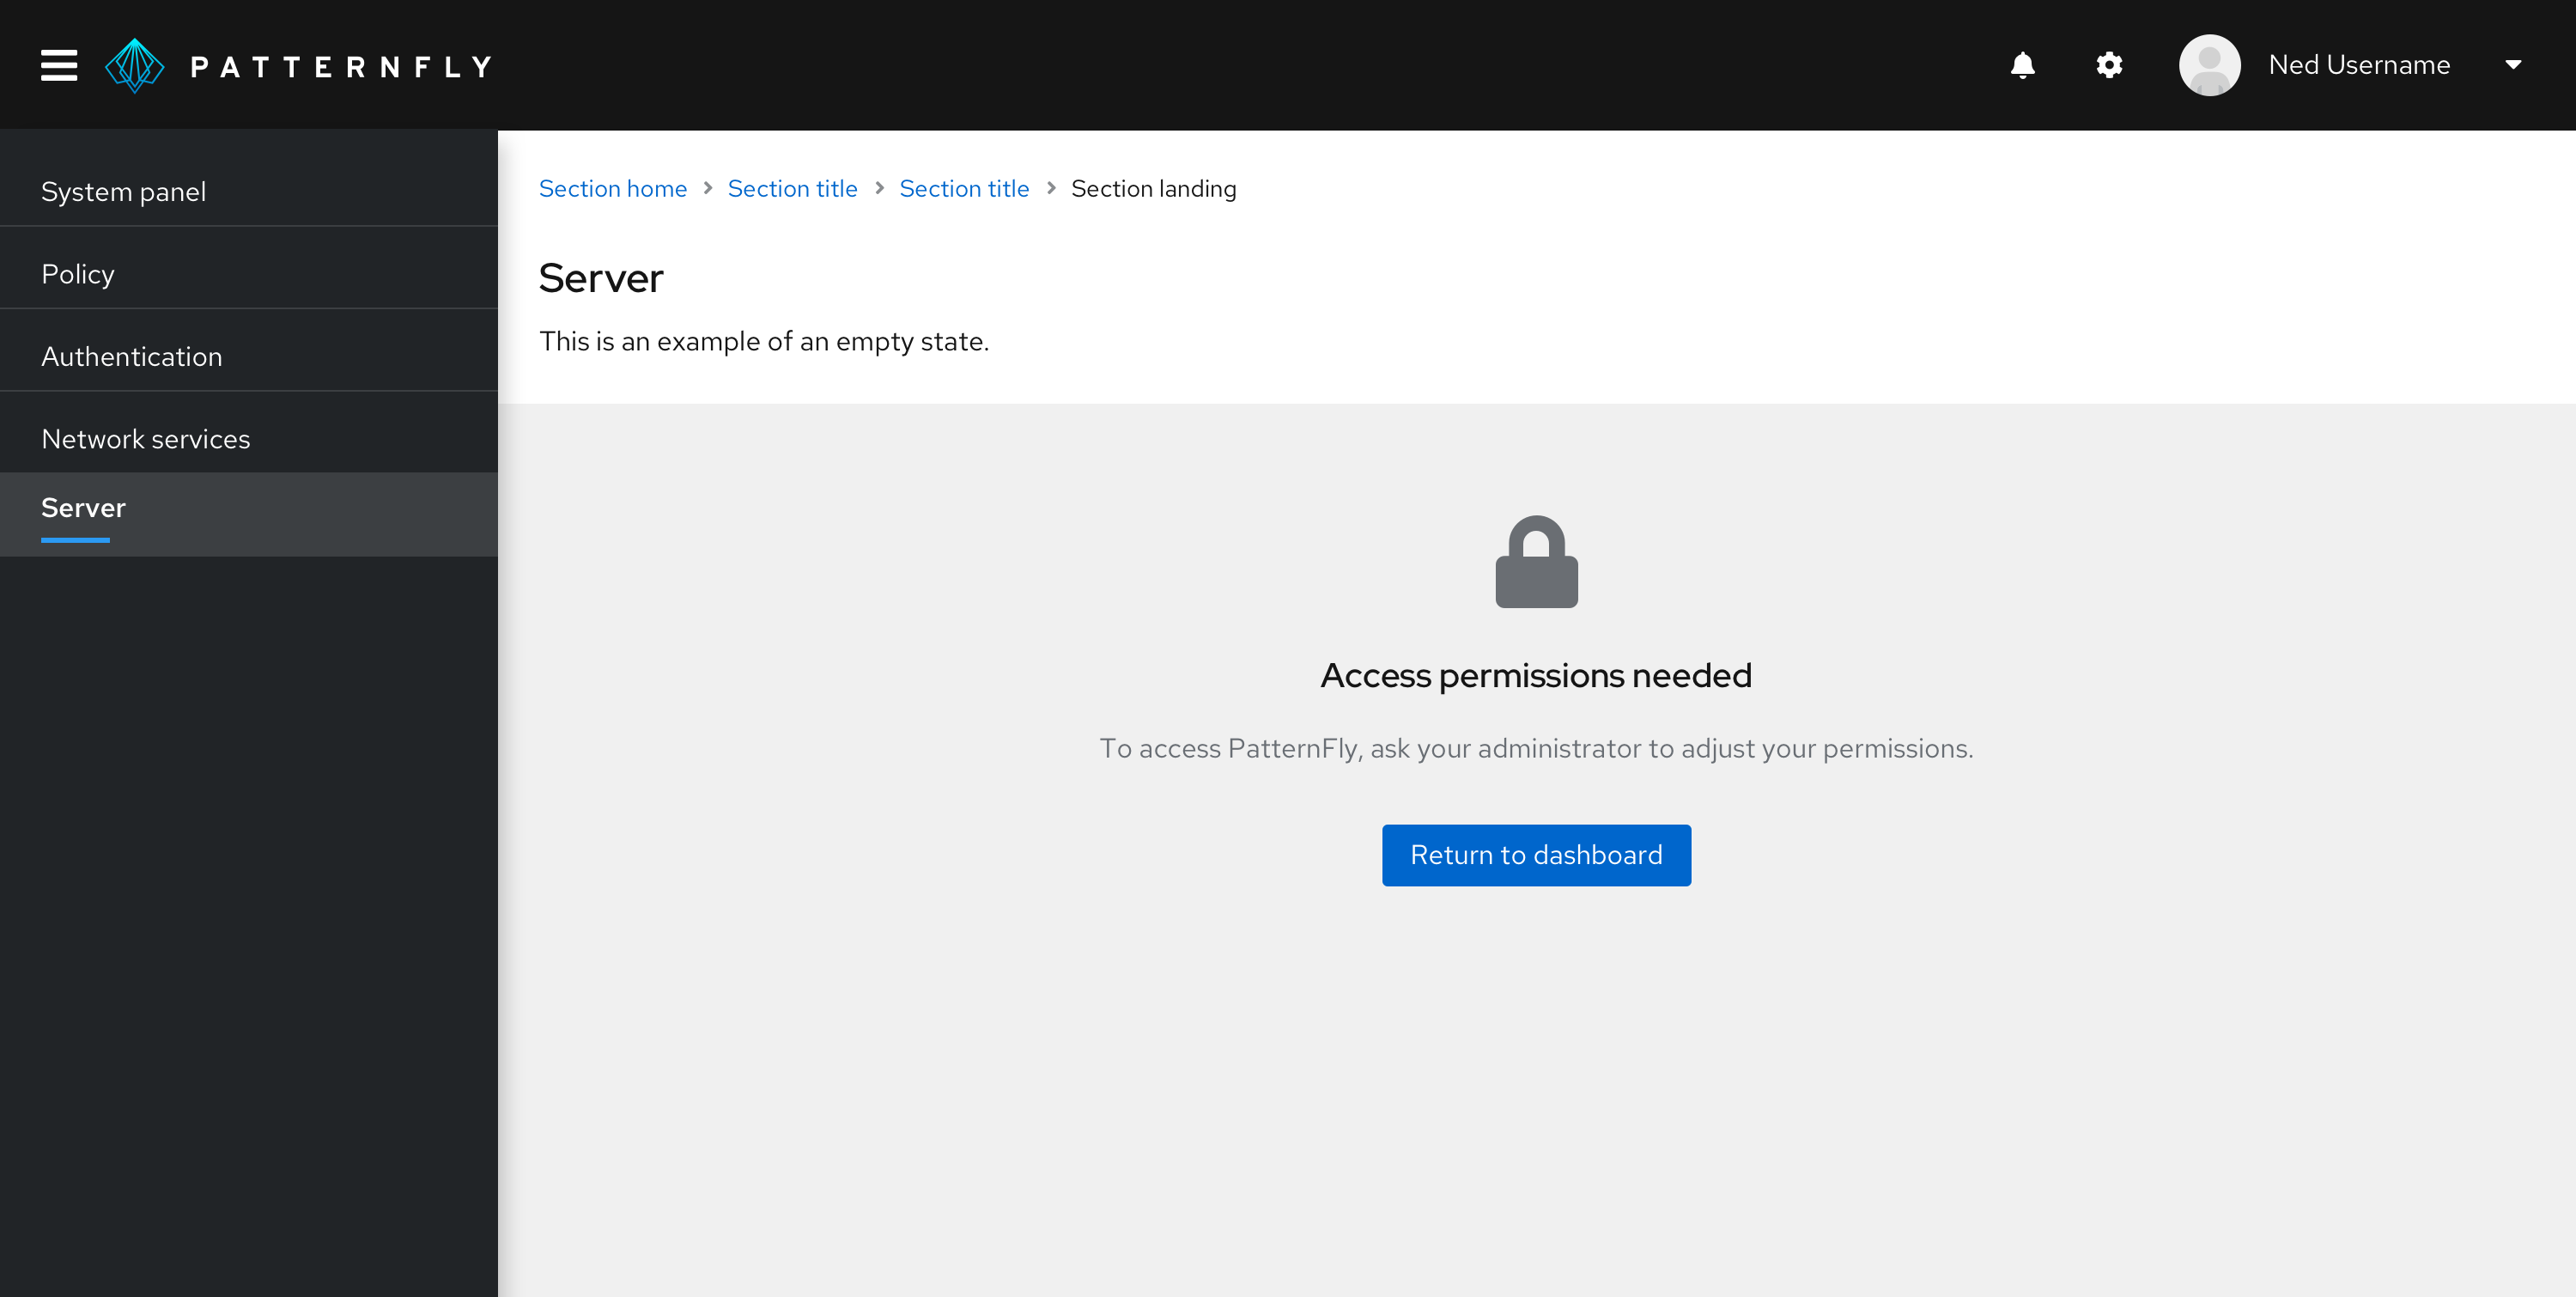 PATTERNFLY
Ned Username
System panel
Policy
Authentication
Network services
Server
Section home > Section title > Section title > Section landing
Server
This is an example of an empty state.
Access permissions needed
To access PatternFly, ask your administrator to adjust your permissions.
Return to dashboard